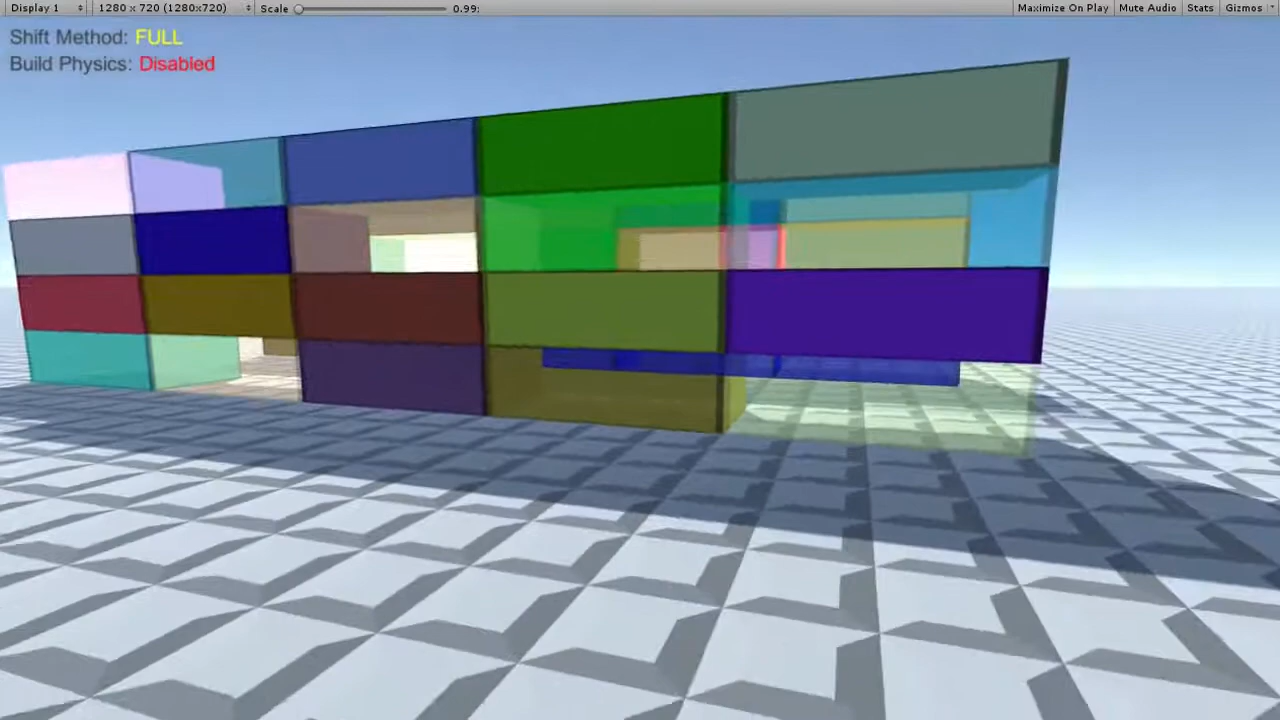 Display 1 1280 x 720 (1280x720) Scale 0.99: Maximize On Play Mute Audio Stats Gizmos
Shift Method: FULL
Build Physics: Disabled